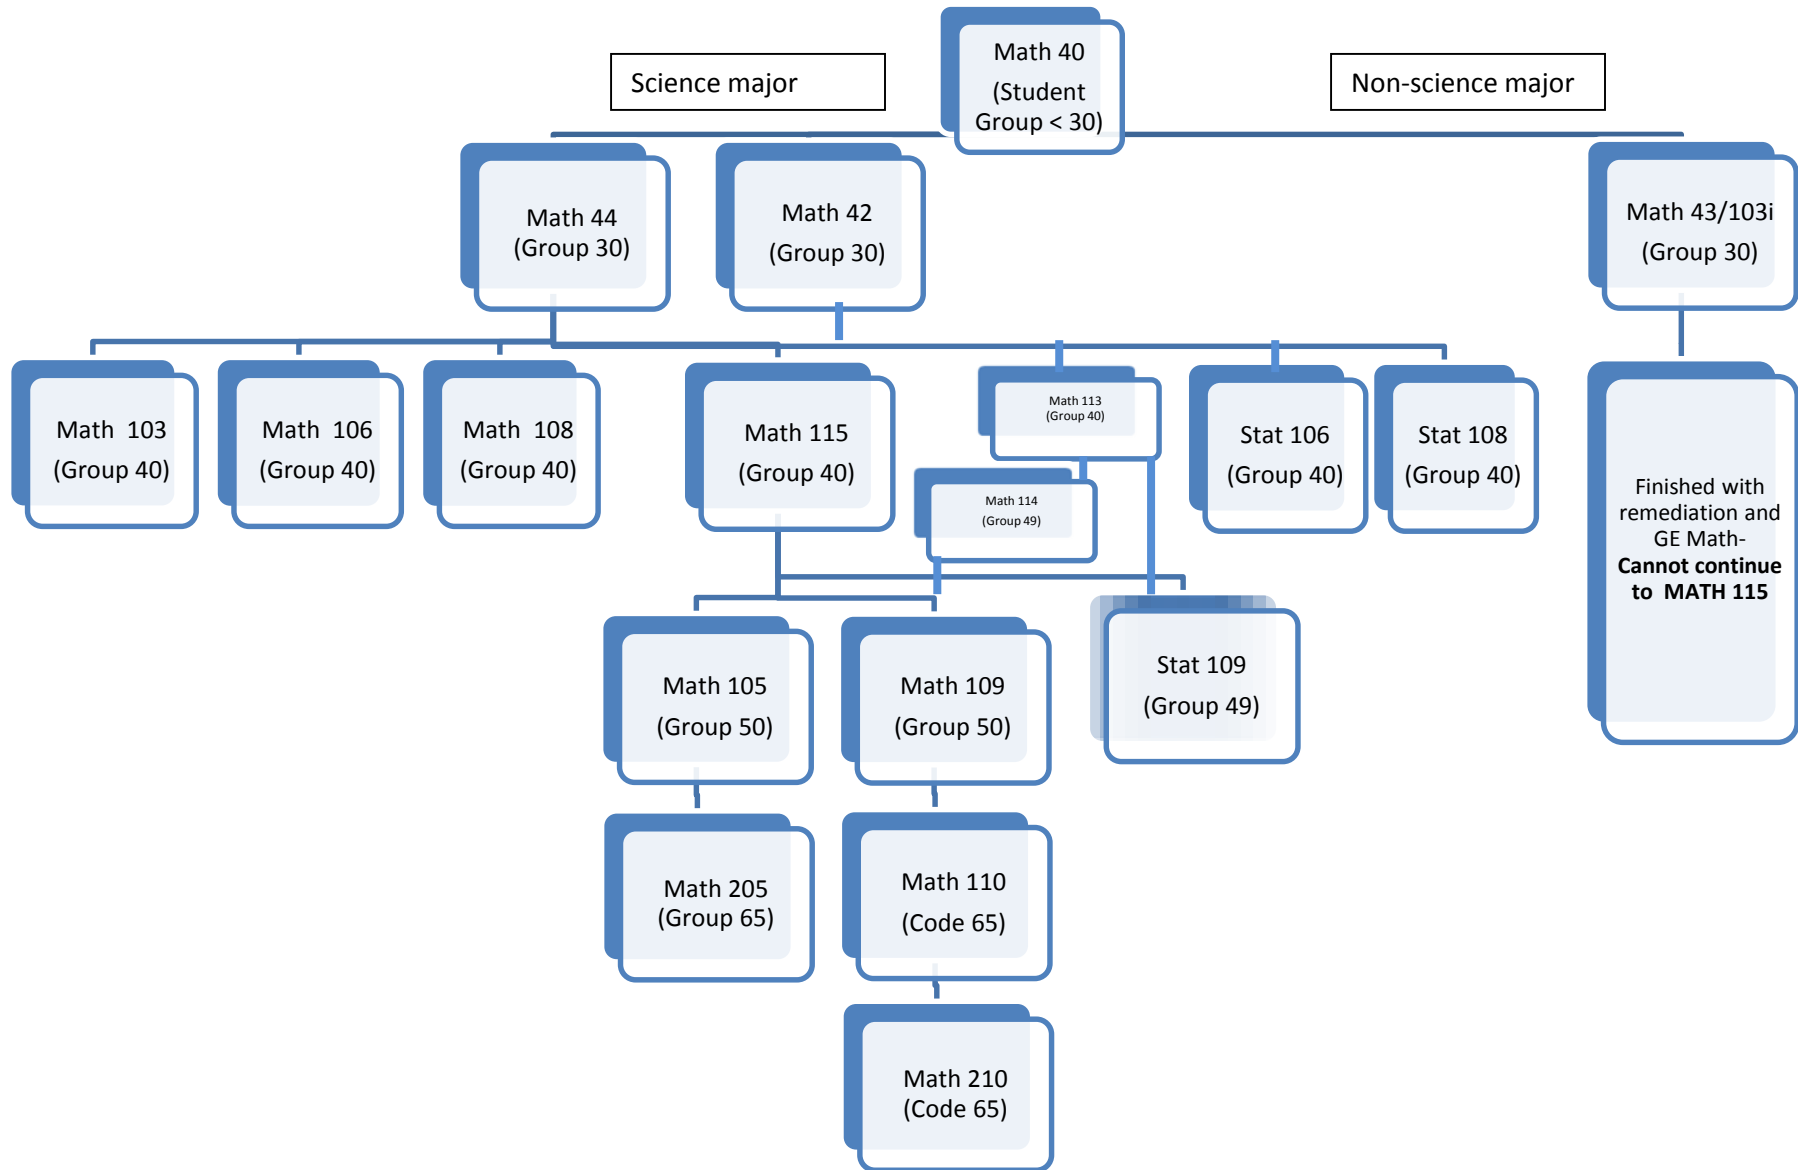 Science major
Math 40
(Student
Group < 30)
Non-science major
Math 44
(Group 30)
Math 42
(Group 30)
Math 43/103i
(Group 30)
Math 103
(Group 40)
Math 106
(Group 40)
Math 108
(Group 40)
Math 115
(Group 40)
Math 113
(Group 40)
Stat 106
(Group 40)
Stat 108
(Group 40)
Math 114
(Group 49)
Finished with
remediation and
GE Math-
Cannot continue
to MATH 115
Math 105
(Group 50)
Math 109
(Group 50)
Stat 109
(Group 49)
Math 205
(Group 65)
Math 110
(Code 65)
Math 210
(Code 65)